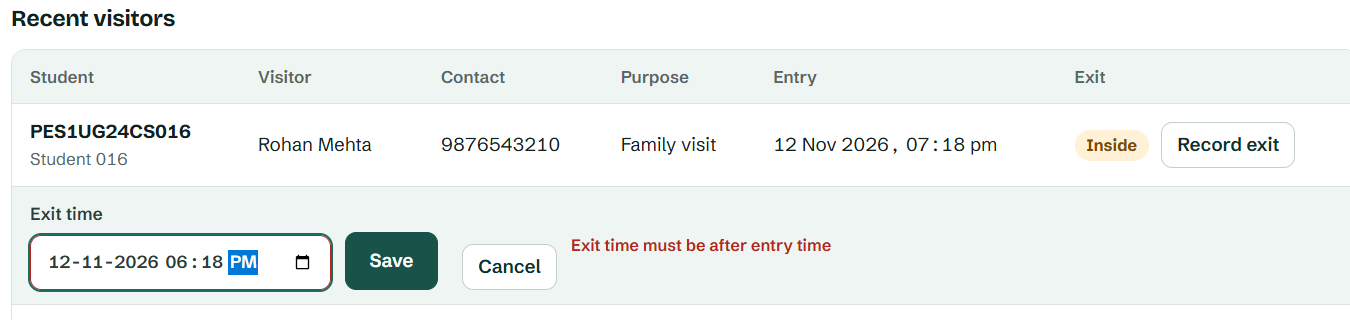 Recent visitors
Student Visitor Contact Purpose Entry Exit
PES1UG24CS016
Student 016
Rohan Mehta 9876543210 Family visit 12 Nov 2026, 07:18 pm Inside Record exit
Exit time
12-11-2026 06:18 PM Save Cancel Exit time must be after entry time